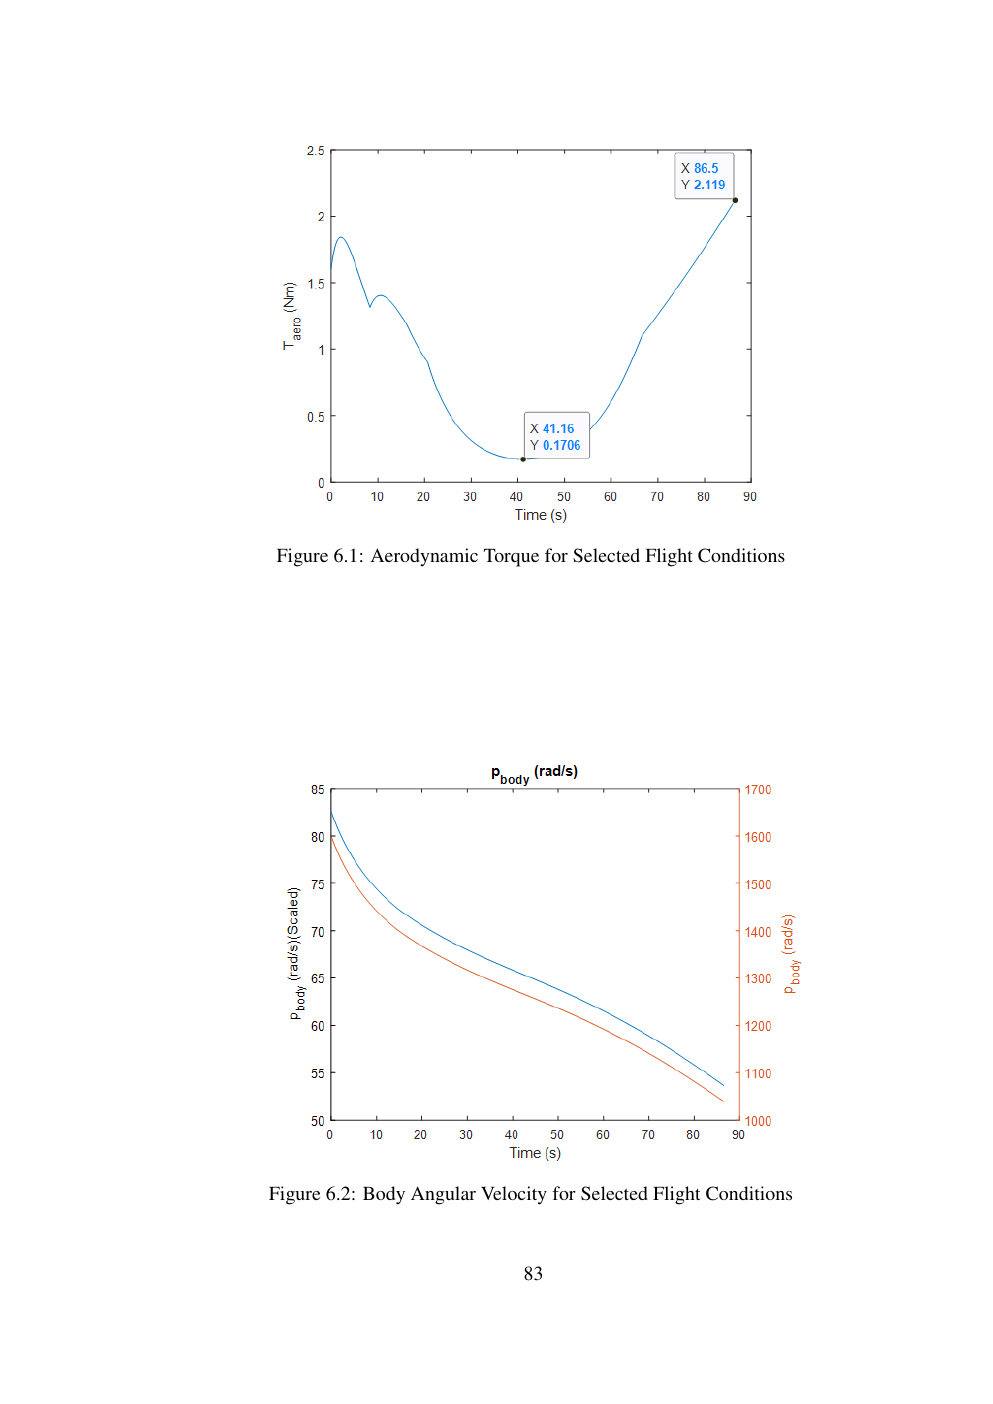 2.5
X 86.5
Y 2.119
2
1.5
T aero (Nm)
1
0.5
X 41.16
Y 0.1706
0
0 10 20 30 40 50 60 70 80 90
Time (s)
Figure 6.1: Aerodynamic Torque for Selected Flight Conditions
p body (rad/s)
85 1700
80 1600
75 1500
70 1400
65 1300
60 1200
55 1100
50 1000
p body (rad/s)(Scaled)
p body (rad/s)
0 10 20 30 40 50 60 70 80 90
Time (s)
Figure 6.2: Body Angular Velocity for Selected Flight Conditions
83